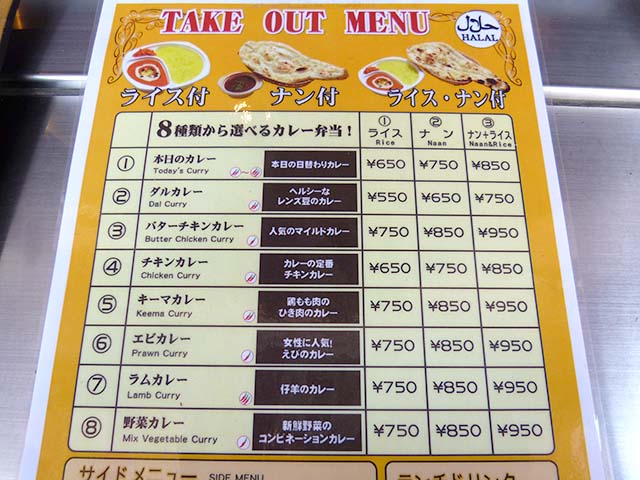 TAKE OUT MENU
حلال
HALAL
ライス付
ナン付
ライス・ナン付
8種類から選べるカレー弁当!
① ライス Rice
② ナン Naan
③ ナン+ライス Naan&Rice
① 本日のカレー Today's Curry 本日の日替わりカレー ¥650 ¥750 ¥850
② ダルカレー Dal Curry ヘルシーなレンズ豆のカレー ¥550 ¥650 ¥750
③ バターチキンカレー Butter Chicken Curry 人気のマイルドカレー ¥750 ¥850 ¥950
④ チキンカレー Chicken Curry カレーの定番チキンカレー ¥650 ¥750 ¥850
⑤ キーマカレー Keema Curry 鶏もも肉のひき肉のカレー ¥750 ¥850 ¥950
⑥ エビカレー Prawn Curry 女性に人気!えびのカレー ¥750 ¥850 ¥950
⑦ ラムカレー Lamb Curry 仔羊のカレー ¥750 ¥850 ¥950
⑧ 野菜カレー Mix Vegetable Curry 新鮮野菜のコンビネーションカレー ¥750 ¥850 ¥950
サイドメニュー SIDE MENU
ランチドリンク